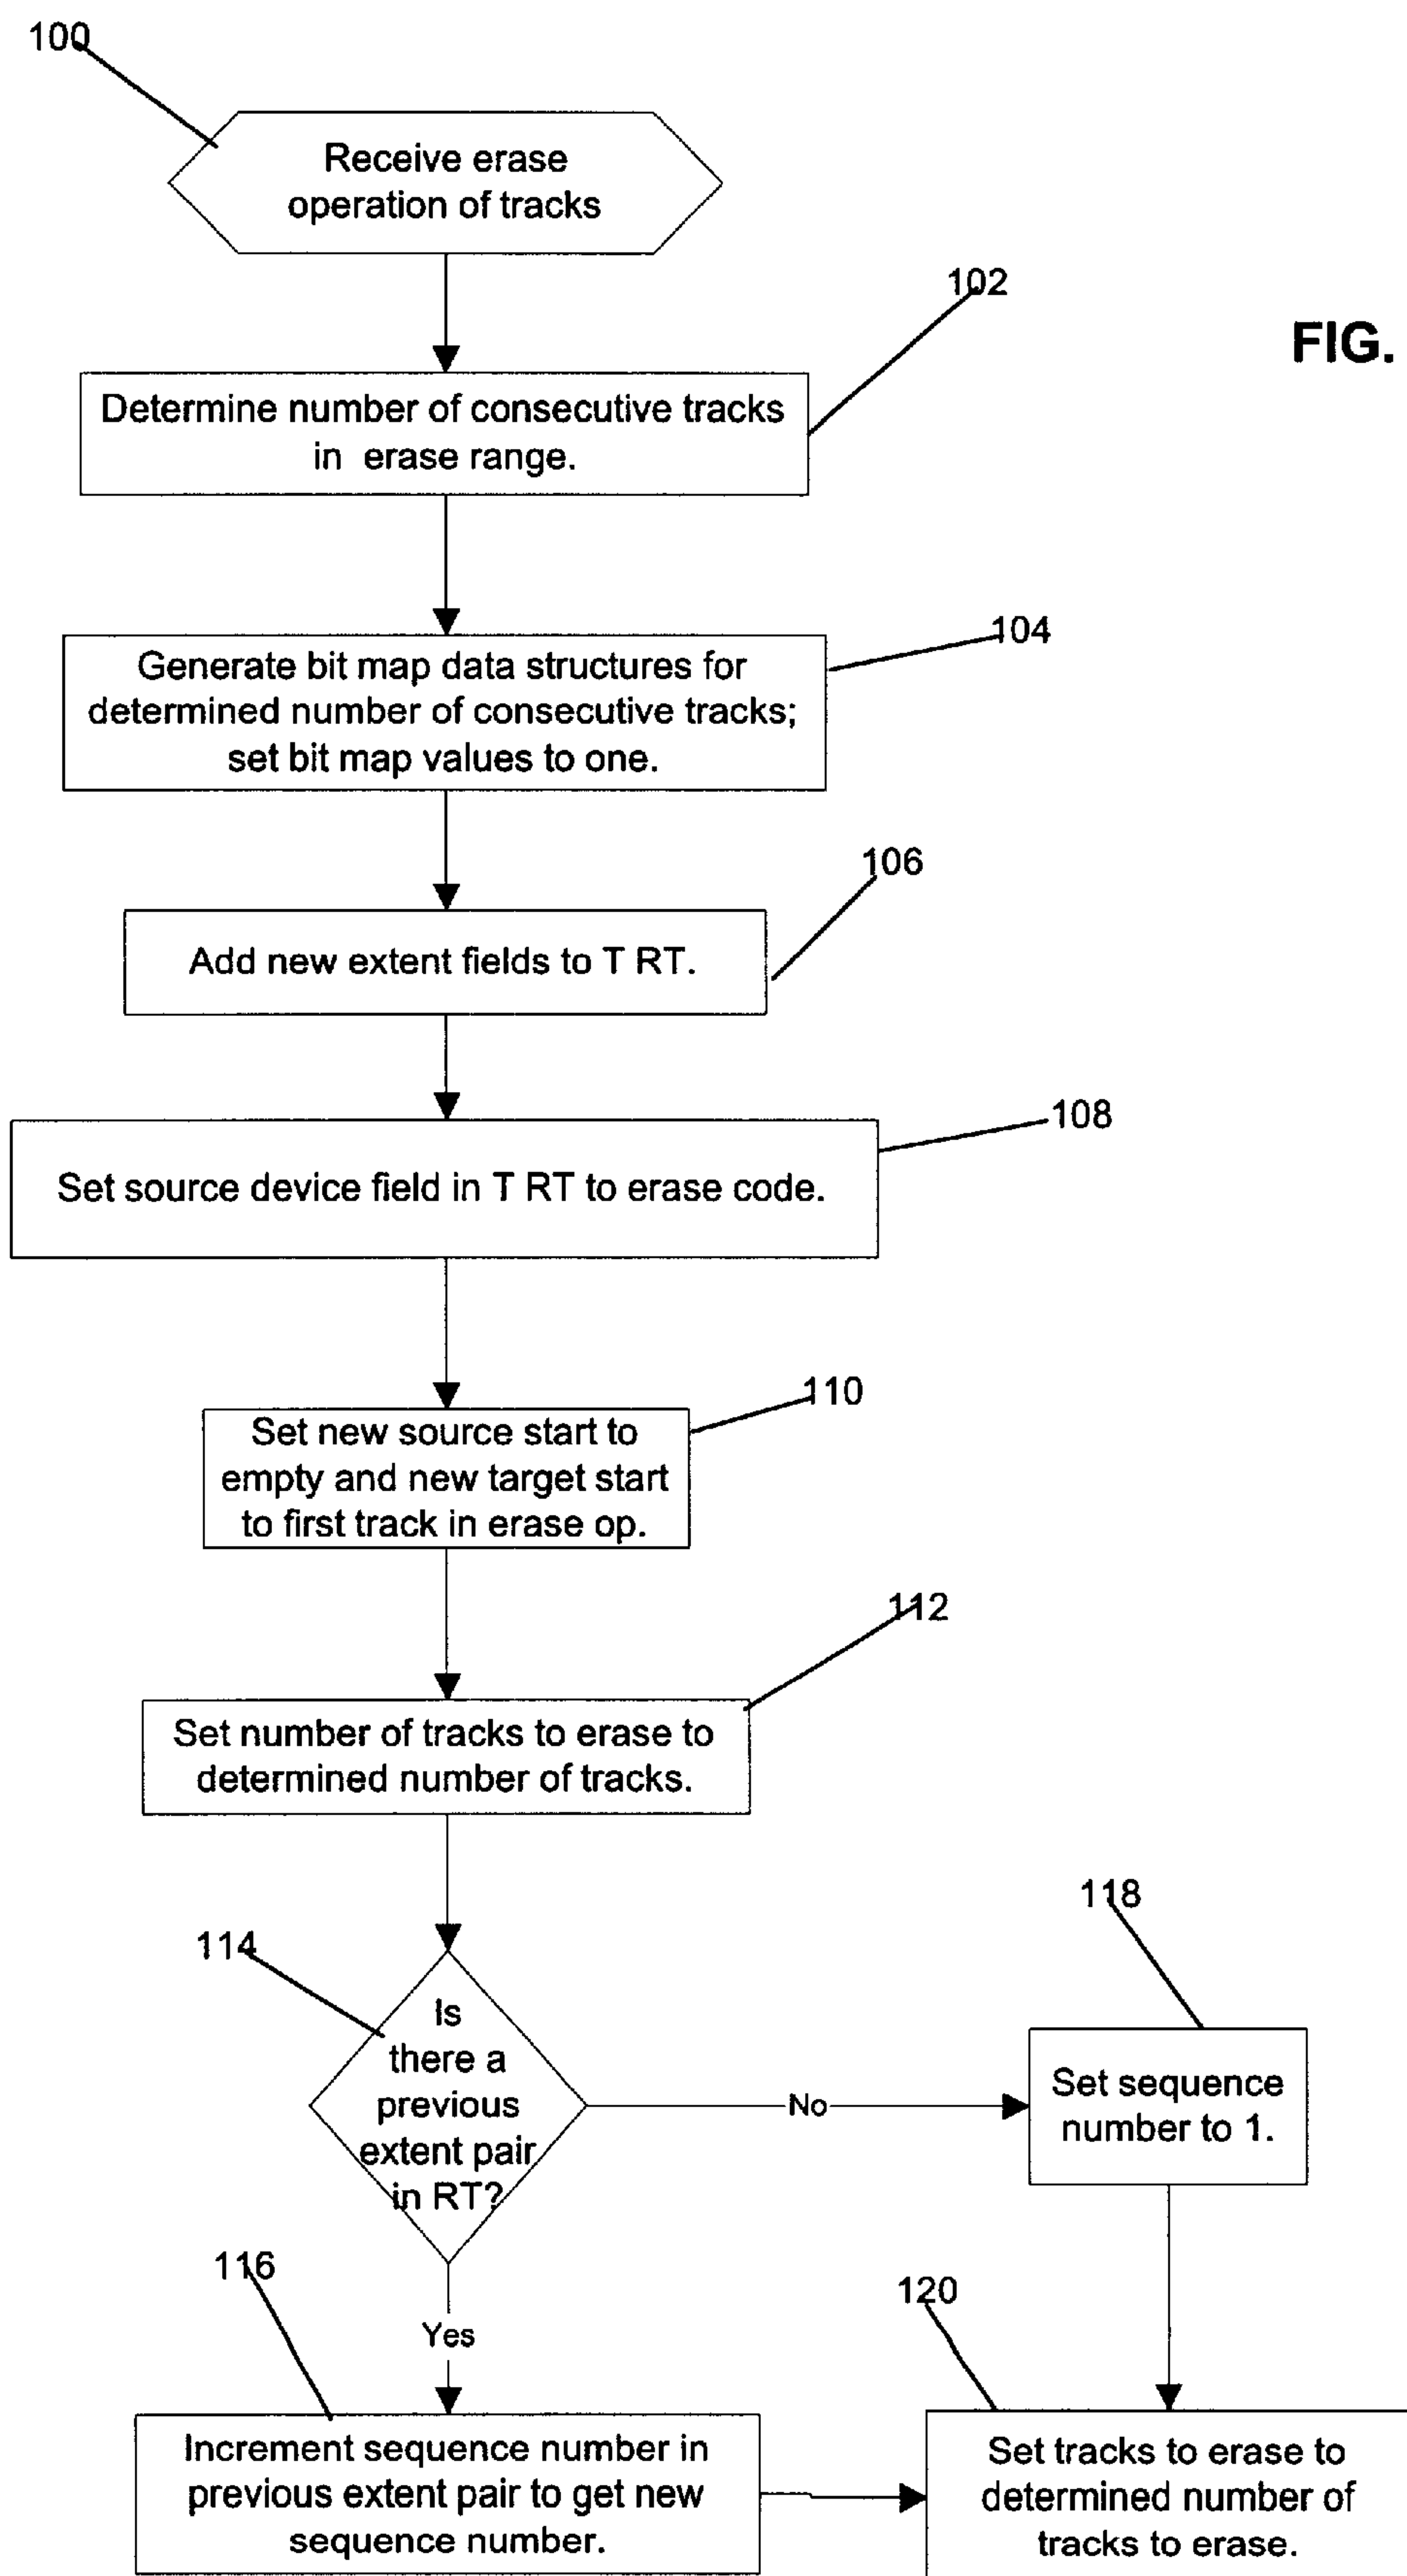 100
Receive erase
operation of tracks
102
FIG.
Determine number of consecutive tracks
in erase range.
104
Generate bit map data structures for
determined number of consecutive tracks;
set bit map values to one.
106
Add new extent fields to T RT.
108
Set source device field in T RT to erase code.
110
Set new source start to
empty and new target start
to first track in erase op.
112
Set number of tracks to erase to
determined number of tracks.
118
114
Is
there a
previous
extent pair
in RT?
No
Set sequence
number to 1.
116
120
Yes
Increment sequence number in
previous extent pair to get new
sequence number.
Set tracks to erase to
determined number of
tracks to erase.